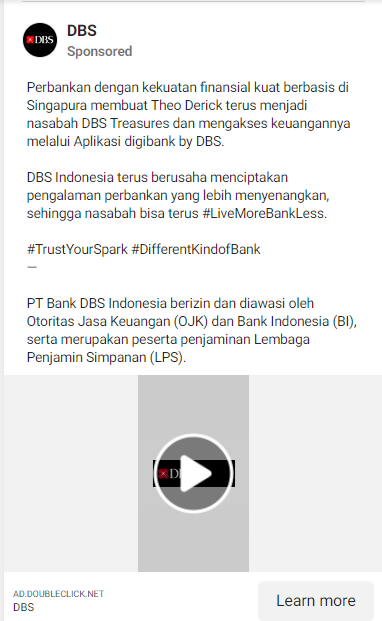 DBS
DBS
Sponsored
Perbankan dengan kekuatan finansial kuat berbasis di
Singapura membuat Theo Derick terus menjadi
nasabah DBS Treasures dan mengakses keuangannya
melalui Aplikasi digibank by DBS.
DBS Indonesia terus berusaha menciptakan
pengalaman perbankan yang lebih menyenangkan,
sehingga nasabah bisa terus #LiveMoreBankLess.
#TrustYourSpark #DifferentKindofBank
—
PT Bank DBS Indonesia berizin dan diawasi oleh
Otoritas Jasa Keuangan (OJK) dan Bank Indonesia (BI),
serta merupakan peserta penjaminan Lembaga
Penjamin Simpanan (LPS).
AD.DOUBLECLICK.NET
DBS
Learn more